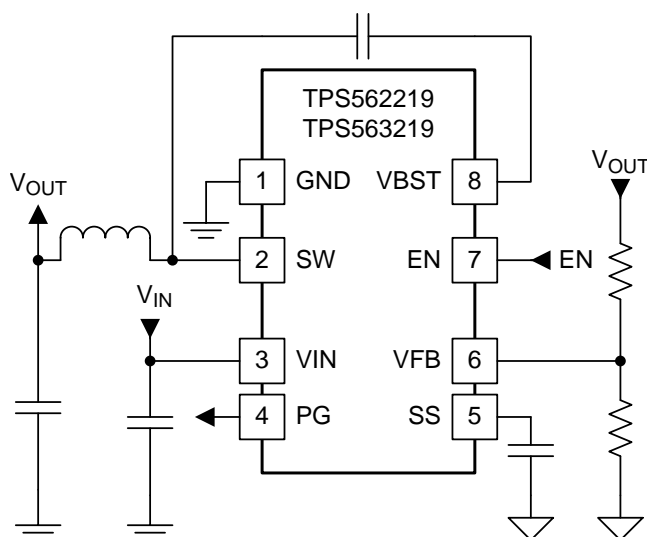 TPS562219
TPS563219
VOUT
1 GND VBST 8
VOUT
2 SW EN 7 EN
VIN
3 VIN VFB 6
4 PG SS 5